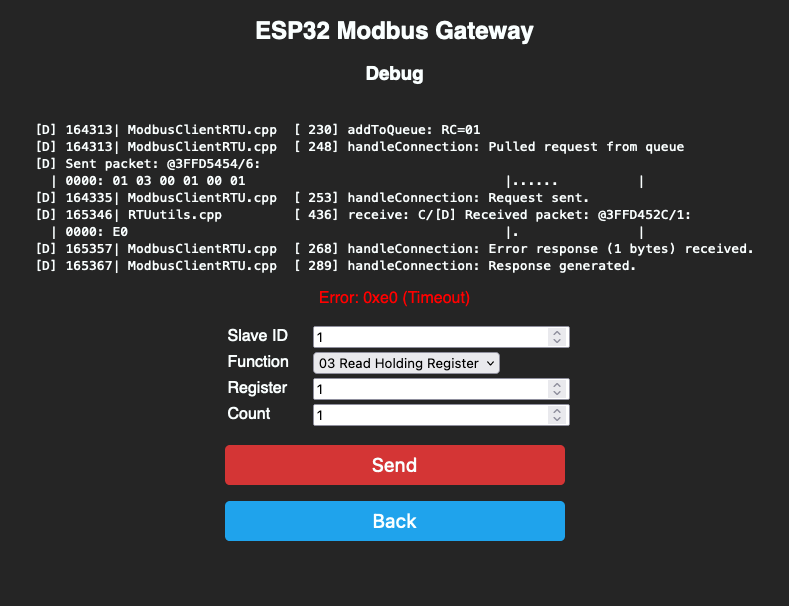 ESP32 Modbus Gateway
Debug
[D] 164313| ModbusClientRTU.cpp  [ 230] addToQueue: RC=01
[D] 164313| ModbusClientRTU.cpp  [ 248] handleConnection: Pulled request from queue
[D] Sent packet: @3FFD5454/6:
  | 0000: 01 03 00 01 00 01                                  |......          |
[D] 164335| ModbusClientRTU.cpp  [ 253] handleConnection: Request sent.
[D] 165346| RTUutils.cpp         [ 436] receive: C/[D] Received packet: @3FFD452C/1:
  | 0000: E0                                                 |.               |
[D] 165357| ModbusClientRTU.cpp  [ 268] handleConnection: Error response (1 bytes) received.
[D] 165367| ModbusClientRTU.cpp  [ 289] handleConnection: Response generated.
Error: 0xe0 (Timeout)
Slave ID 1
Function 03 Read Holding Register
Register 1
Count 1
Send
Back